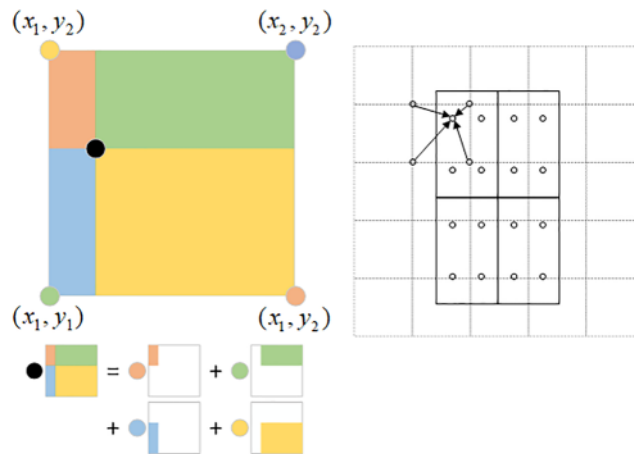 (x₁, y₂) (x₂, y₂)
(x₁, y₁) (x₁, y₂)
= +
+ +